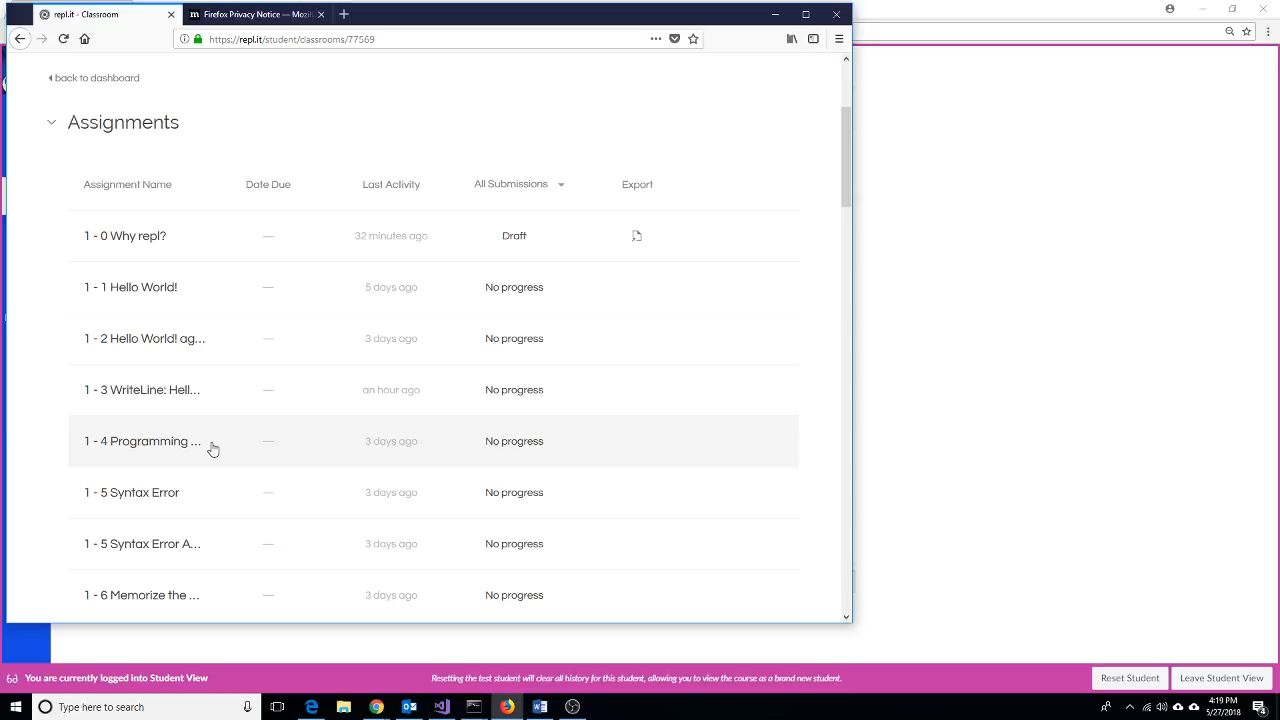 repl.it - Classroom
Firefox Privacy Notice — Mozil
https://repl.it/student/classrooms/77569
back to dashboard
Assignments
Assignment Name Date Due Last Activity All Submissions Export
1 - 0 Why repl? — 32 minutes ago Draft
1 - 1 Hello World! — 5 days ago No progress
1 - 2 Hello World! ag... — 3 days ago No progress
1 - 3 WriteLine: Hell... — an hour ago No progress
1 - 4 Programming ... — 3 days ago No progress
1 - 5 Syntax Error — 3 days ago No progress
1 - 5 Syntax Error A... — 3 days ago No progress
1 - 6 Memorize the ... — 3 days ago No progress
You are currently logged into Student View
Resetting the test student will clear all history for this student, allowing you to view the course as a brand new student.
Reset Student
Leave Student View
Type here to search
4:19 PM
5/27/2018
4